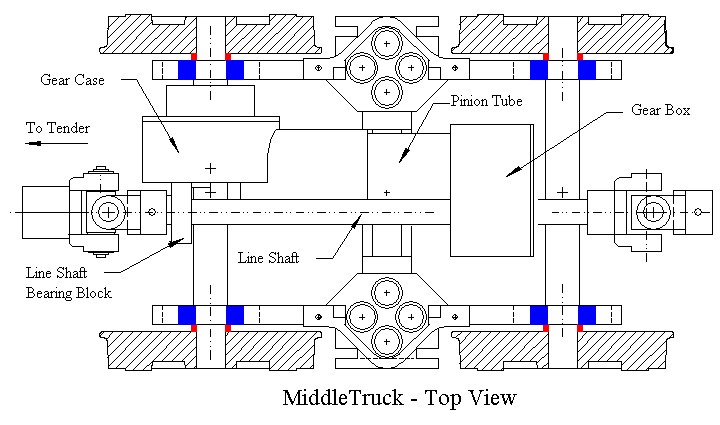 Gear Case
Pinion Tube
Gear Box
To Tender
Line Shaft
Line Shaft
Bearing Block
MiddleTruck - Top View